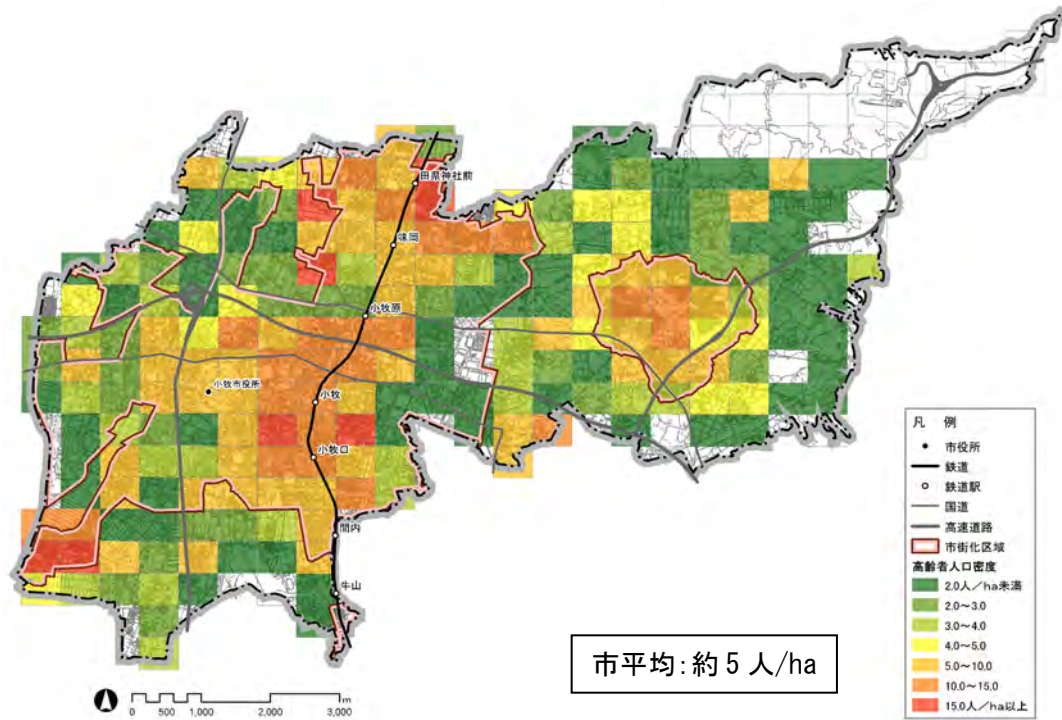 田県神社前
味岡
小牧原
小牧市役所
小牧
小牧口
間内
牛山
市平均：約 5 人/ha
0 500 1,000 2,000 3,000 m
凡 例
市役所
鉄道
鉄道駅
国道
高速道路
市街化区域
高齢者人口密度
2.0人／ha未満
2.0～3.0
3.0～4.0
4.0～5.0
5.0～10.0
10.0～15.0
15.0人／ha以上